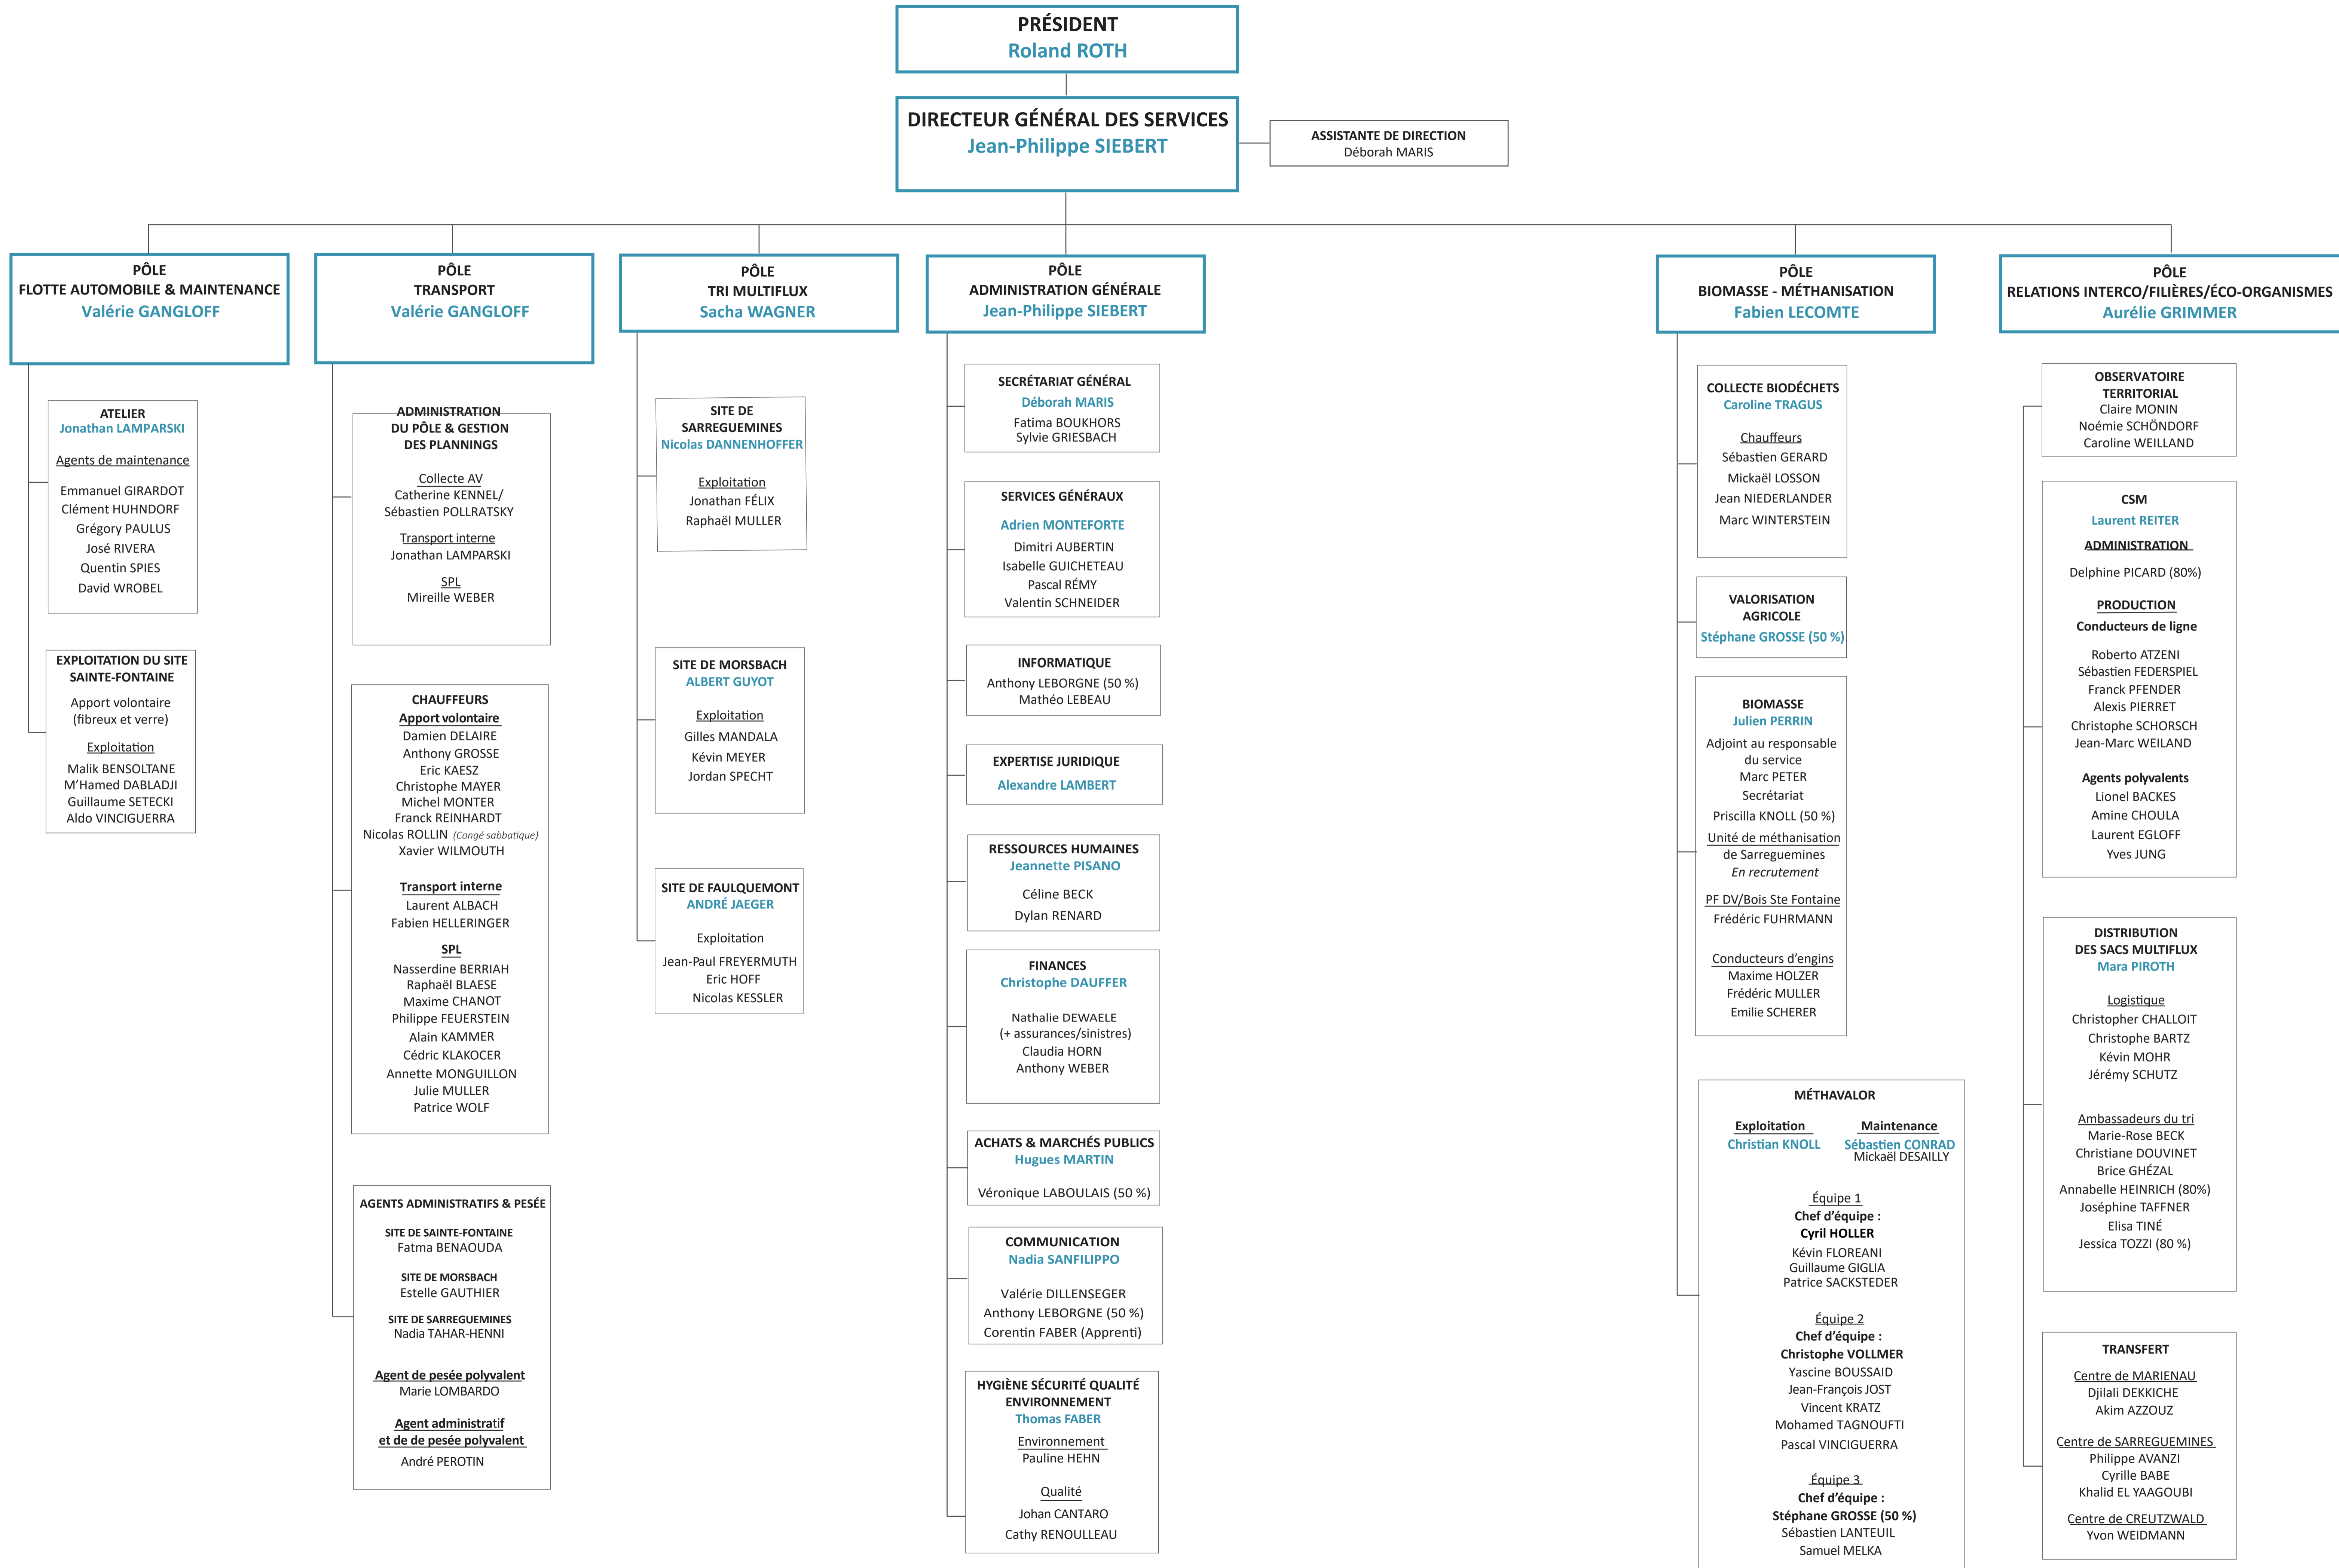 PRÉSIDENT
Roland ROTH
DIRECTEUR GÉNÉRAL DES SERVICES
Jean-Philippe SIEBERT
ASSISTANTE DE DIRECTION
Déborah MARIS
PÔLE
FLOTTE AUTOMOBILE & MAINTENANCE
Valérie GANGLOFF
ATELIER
Jonathan LAMPARSKI
Agents de maintenance
Emmanuel GIRARDOT
Clément HUHNDORF
Grégory PAULUS
José RIVERA
Quentin SPIES
David WROBEL
EXPLOITATION DU SITE
SAINTE-FONTAINE
Apport volontaire
(fibreux et verre)
Exploitation
Malik BENSOLTANE
M’Hamed DABLADJI
Guillaume SETECKI
Aldo VINCIGUERRA
PÔLE
TRANSPORT
Valérie GANGLOFF
ADMINISTRATION
DU PÔLE & GESTION
DES PLANNINGS
Collecte AV
Catherine KENNEL/
Sébastien POLLRATSKY
Transport interne
Jonathan LAMPARSKI
SPL
Mireille WEBER
CHAUFFEURS
Apport volontaire
Damien DELAIRE
Anthony GROSSE
Eric KAESZ
Christophe MAYER
Michel MONTER
Franck REINHARDT
Nicolas ROLLIN (Congé sabbatique)
Xavier WILMOUTH
Transport interne
Laurent ALBACH
Fabien HELLERINGER
SPL
Nasserdine BERRIAH
Raphaël BLAESE
Maxime CHANOT
Philippe FEUERSTEIN
Alain KAMMER
Cédric KLAKOCER
Annette MONGUILLON
Julie MULLER
Patrice WOLF
AGENTS ADMINISTRATIFS & PESÉE
SITE DE SAINTE-FONTAINE
Fatma BENAOUDA
SITE DE MORSBACH
Estelle GAUTHIER
SITE DE SARREGUEMINES
Nadia TAHAR-HENNI
Agent de pesée polyvalent
Marie LOMBARDO
Agent administratif
et de de pesée polyvalent
André PEROTIN
PÔLE
TRI MULTIFLUX
Sacha WAGNER
SITE DE
SARREGUEMINES
Nicolas DANNENHOFFER
Exploitation
Jonathan FÉLIX
Raphaël MULLER
SITE DE MORSBACH
ALBERT GUYOT
Exploitation
Gilles MANDALA
Kévin MEYER
Jordan SPECHT
SITE DE FAULQUEMONT
ANDRÉ JAEGER
Exploitation
Jean-Paul FREYERMUTH
Eric HOFF
Nicolas KESSLER
PÔLE
ADMINISTRATION GÉNÉRALE
Jean-Philippe SIEBERT
SECRÉTARIAT GÉNÉRAL
Déborah MARIS
Fatima BOUKHORS
Sylvie GRIESBACH
SERVICES GÉNÉRAUX
Adrien MONTEFORTE
Dimitri AUBERTIN
Isabelle GUICHETEAU
Pascal RÉMY
Valentin SCHNEIDER
INFORMATIQUE
Anthony LEBORGNE (50 %)
Mathéo LEBEAU
EXPERTISE JURIDIQUE
Alexandre LAMBERT
RESSOURCES HUMAINES
Jeannette PISANO
Céline BECK
Dylan RENARD
FINANCES
Christophe DAUFFER
Nathalie DEWAELE
(+ assurances/sinistres)
Claudia HORN
Anthony WEBER
ACHATS & MARCHÉS PUBLICS
Hugues MARTIN
Véronique LABOULAIS (50 %)
COMMUNICATION
Nadia SANFILIPPO
Valérie DILLENSEGER
Anthony LEBORGNE (50 %)
Corentin FABER (Apprenti)
HYGIÈNE SÉCURITÉ QUALITÉ
ENVIRONNEMENT
Thomas FABER
Environnement
Pauline HEHN
Qualité
Johan CANTARO
Cathy RENOULLEAU
PÔLE
BIOMASSE - MÉTHANISATION
Fabien LECOMTE
COLLECTE BIODÉCHETS
Caroline TRAGUS
Chauffeurs
Sébastien GERARD
Mickaël LOSSON
Jean NIEDERLANDER
Marc WINTERSTEIN
VALORISATION
AGRICOLE
Stéphane GROSSE (50 %)
BIOMASSE
Julien PERRIN
Adjoint au responsable
du service
Marc PETER
Secrétariat
Priscilla KNOLL (50 %)
Unité de méthanisation
de Sarreguemines
En recrutement
PF DV/Bois Ste Fontaine
Frédéric FUHRMANN
Conducteurs d’engins
Maxime HOLZER
Frédéric MULLER
Emilie SCHERER
MÉTHAVALOR
Exploitation
Christian KNOLL
Maintenance
Sébastien CONRAD
Mickaël DESAILLY
Équipe 1
Chef d’équipe :
Cyril HOLLER
Kévin FLOREANI
Guillaume GIGLIA
Patrice SACKSTEDER
Équipe 2
Chef d’équipe :
Christophe VOLLMER
Yascine BOUSSAID
Jean-François JOST
Vincent KRATZ
Mohamed TAGNOUFTI
Pascal VINCIGUERRA
Équipe 3
Chef d’équipe :
Stéphane GROSSE (50 %)
Sébastien LANTEUIL
Samuel MELKA
PÔLE
RELATIONS INTERCO/FILIÈRES/ÉCO-ORGANISMES
Aurélie GRIMMER
OBSERVATOIRE
TERRITORIAL
Claire MONIN
Noémie SCHÖNDORF
Caroline WEILLAND
CSM
Laurent REITER
ADMINISTRATION
Delphine PICARD (80%)
PRODUCTION
Conducteurs de ligne
Roberto ATZENI
Sébastien FEDERSPIEL
Franck PFENDER
Alexis PIERRET
Christophe SCHORSCH
Jean-Marc WEILAND
Agents polyvalents
Lionel BACKES
Amine CHOULA
Laurent EGLOFF
Yves JUNG
DISTRIBUTION
DES SACS MULTIFLUX
Mara PIROTH
Logistique
Christopher CHALLOIT
Christophe BARTZ
Kévin MOHR
Jérémy SCHUTZ
Ambassadeurs du tri
Marie-Rose BECK
Christiane DOUVINET
Brice GHÉZAL
Annabelle HEINRICH (80%)
Joséphine TAFFNER
Elisa TINÉ
Jessica TOZZI (80 %)
TRANSFERT
Centre de MARIENAU
Djilali DEKKICHE
Akim AZZOUZ
Centre de SARREGUEMINES
Philippe AVANZI
Cyrille BABE
Khalid EL YAAGOUBI
Centre de CREUTZWALD
Yvon WEIDMANN